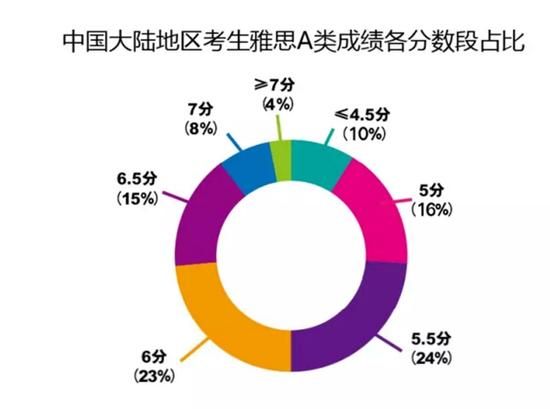 中国大陆地区考生雅思A类成绩各分数段占比
≥7分
(4%)
≤4.5分
(10%)
5分
(16%)
5.5分
(24%)
6分
(23%)
6.5分
(15%)
7分
(8%)